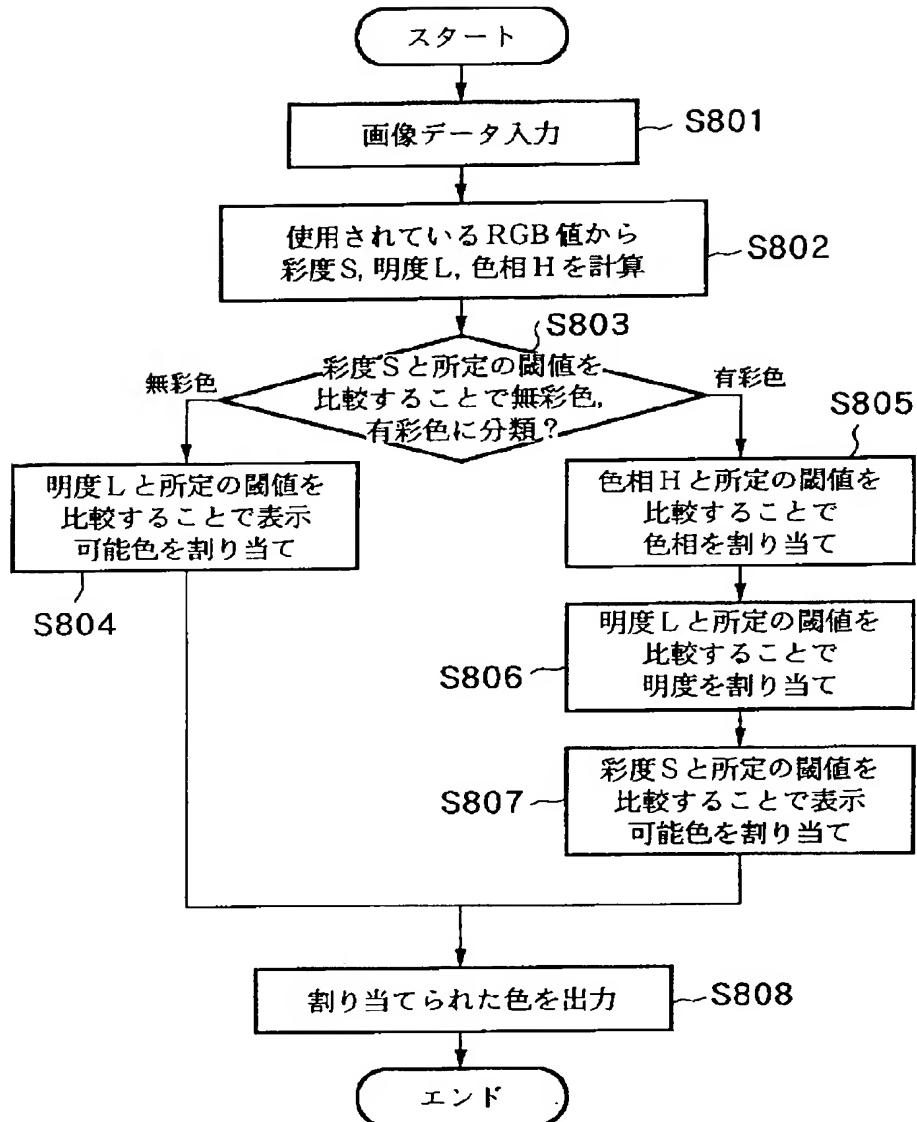 スタート
画像データ入力
S801
使用されているRGB値から
彩度S, 明度L, 色相Hを計算
S802
S803
彩度Sと所定の閾値を
比較することで無彩色,
有彩色に分類?
無彩色
有彩色
明度Lと所定の閾値を
比較することで表示
可能色を割り当て
S804
S805
色相Hと所定の閾値を
比較することで
色相を割り当て
明度Lと所定の閾値を
比較することで
明度を割り当て
S806
彩度Sと所定の閾値を
比較することで表示
可能色を割り当て
S807
割り当てられた色を出力
S808
エンド